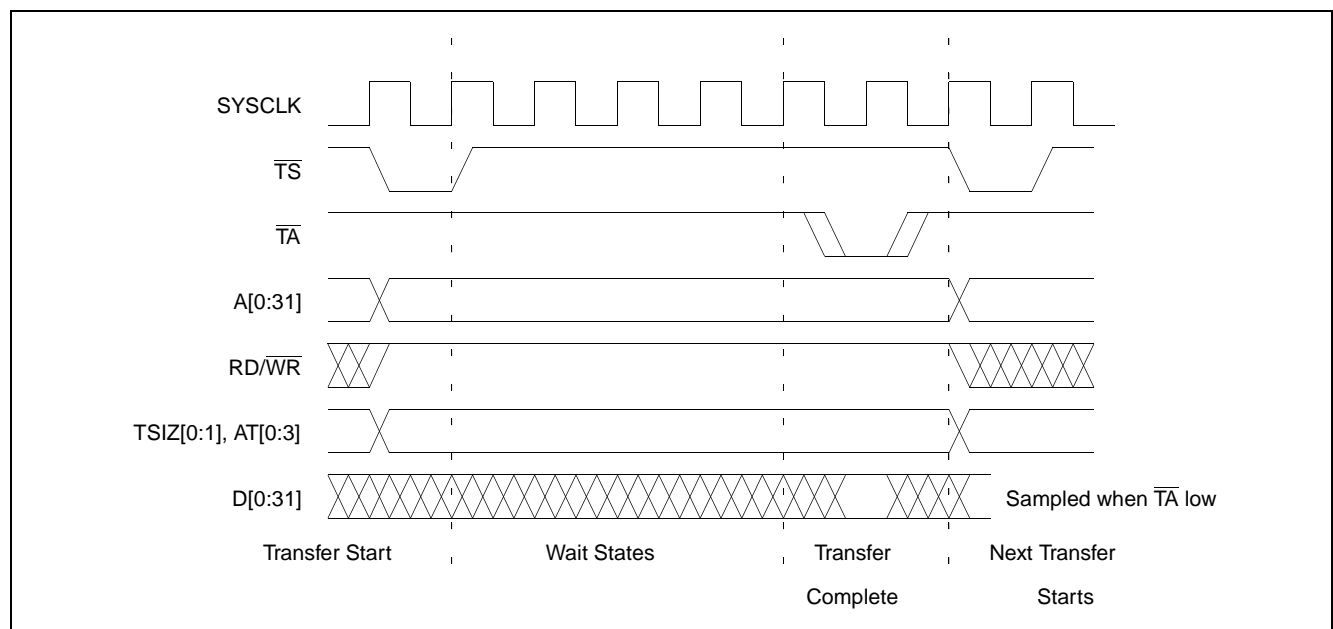 SYSCLK
TS
TA
A[0:31]
RD/WR
TSIZ[0:1], AT[0:3]
D[0:31]
Sampled when TA low
Transfer Start
Wait States
Transfer
Complete
Next Transfer
Starts